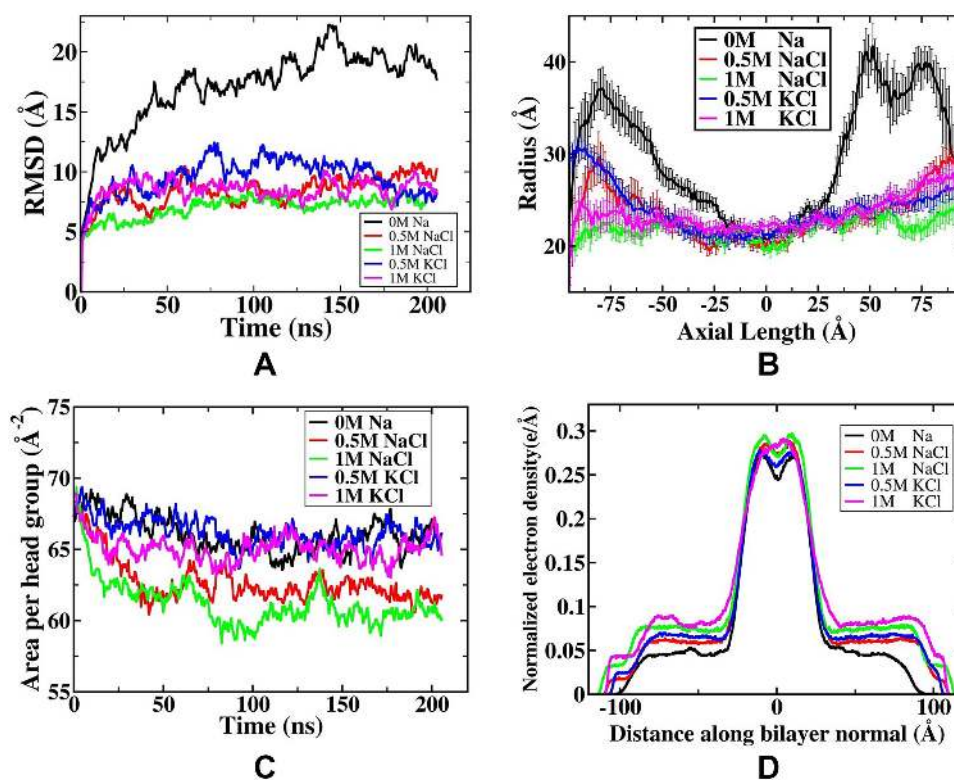 20
15
10
5
0
RMSD (Å)
0M Na
0.5M NaCl
1M NaCl
0.5M KCl
1M KCl
0 50 100 150 200
Time (ns)
A
40
30
20
Radius (Å)
0M Na
0.5M NaCl
1M NaCl
0.5M KCl
1M KCl
-75 -50 -25 0 25 50 75
Axial Length (Å)
B
75
70
65
60
55
Area per head group (Å⁻²)
0M Na
0.5M NaCl
1M NaCl
0.5M KCl
1M KCl
0 50 100 150 200
Time (ns)
C
0.3
0.25
0.2
0.15
0.1
0.05
0
Normalized electron density(e/Å)
0M Na
0.5M NaCl
1M NaCl
0.5M KCl
1M KCl
-100 0 100
Distance along bilayer normal (Å)
D